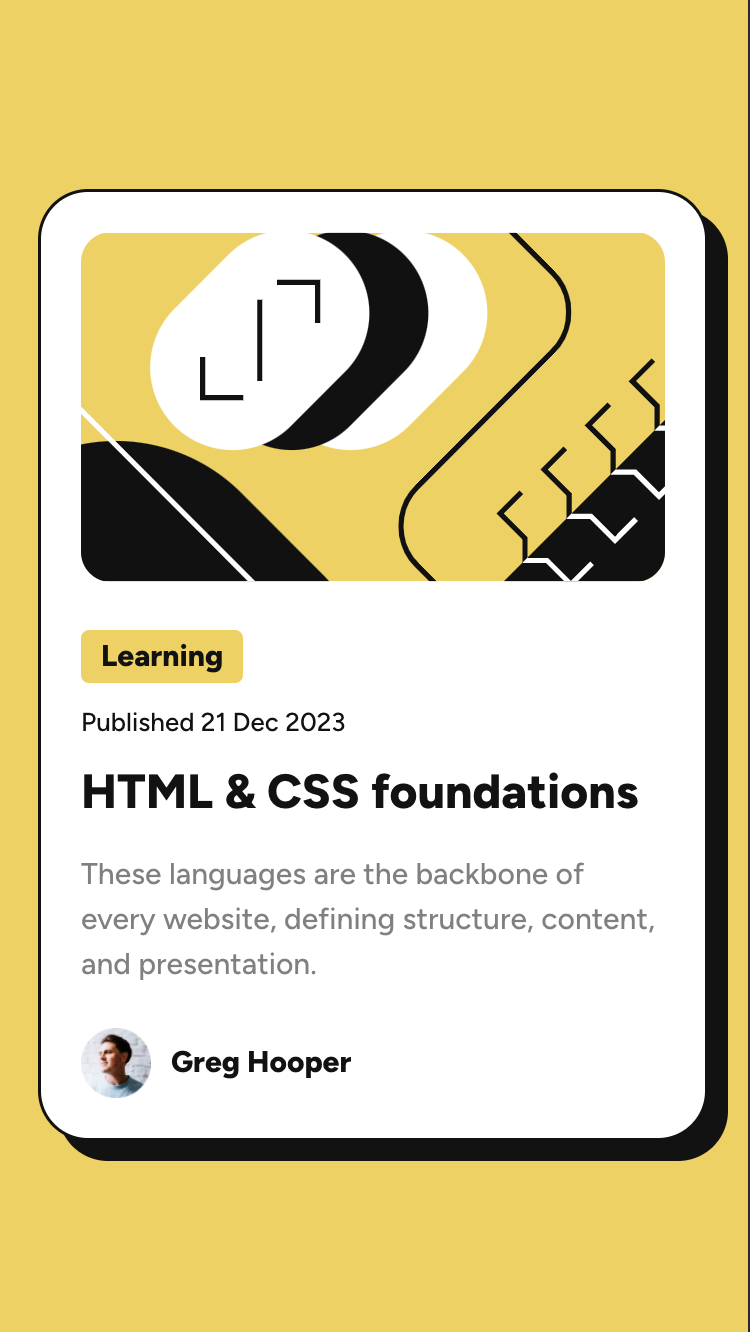 Learning
Published 21 Dec 2023
HTML & CSS foundations
These languages are the backbone of
every website, defining structure, content,
and presentation.
Greg Hooper